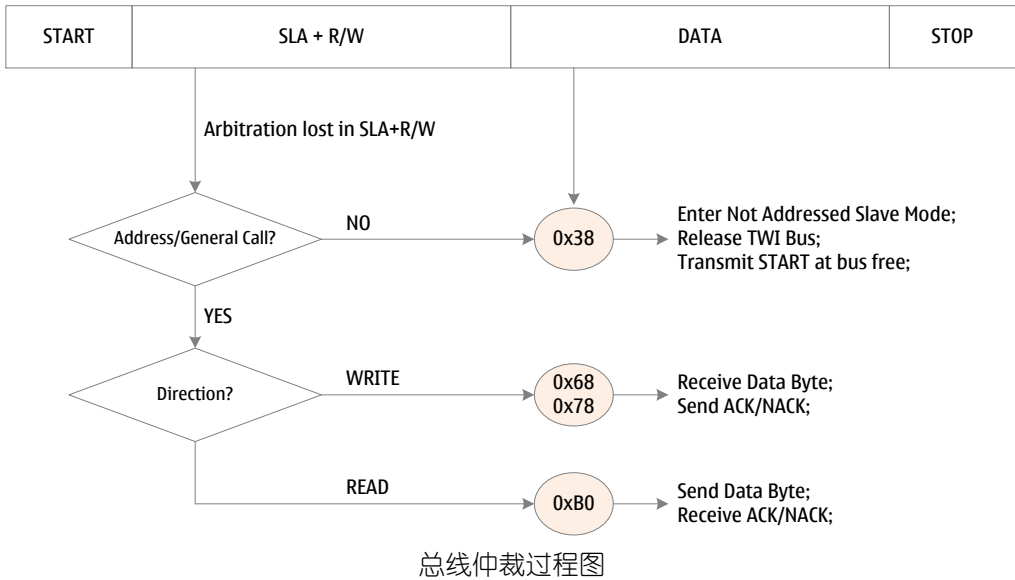 START
SLA + R/W
DATA
STOP
Arbitration lost in SLA+R/W
Address/General Call?
NO
0x38
Enter Not Addressed Slave Mode;
Release TWI Bus;
Transmit START at bus free;
YES
Direction?
WRITE
0x68
0x78
Receive Data Byte;
Send ACK/NACK;
READ
0xB0
Send Data Byte;
Receive ACK/NACK;
总线仲裁过程图